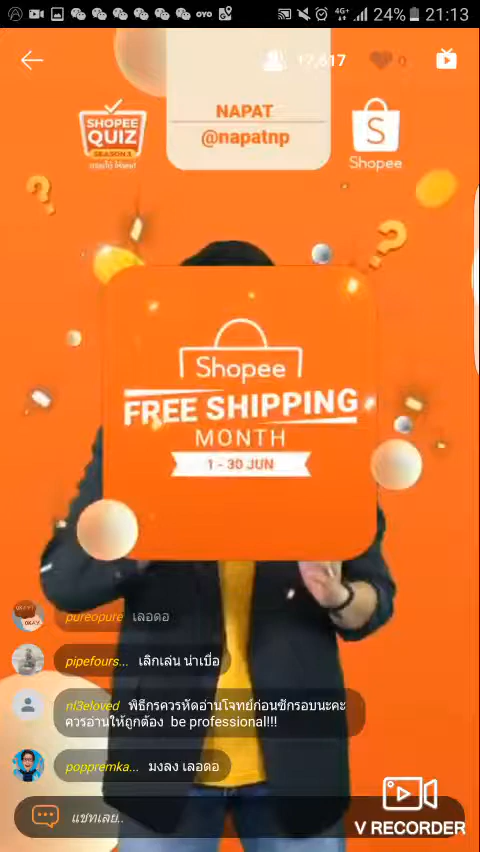 OYO
4G+
24%
21:13
17,617
0
SHOPEE
QUIZ
SEASON 3
NAPAT
@napatnp
S
Shopee
Shopee
FREE SHIPPING
MONTH
1 - 30 JUN
OKAY
pureopure เลอดอ
pipefours... เลิกเล่น น่าเบื่อ
nl3eloved พิธีกรควรหัดอ่านโจทย์ก่อนซักรอบนะคะ
ควรอ่านให้ถูกต้อง be professional!!!
poppremka... มงลง เลอดอ
แชทเลย..
V RECORDER